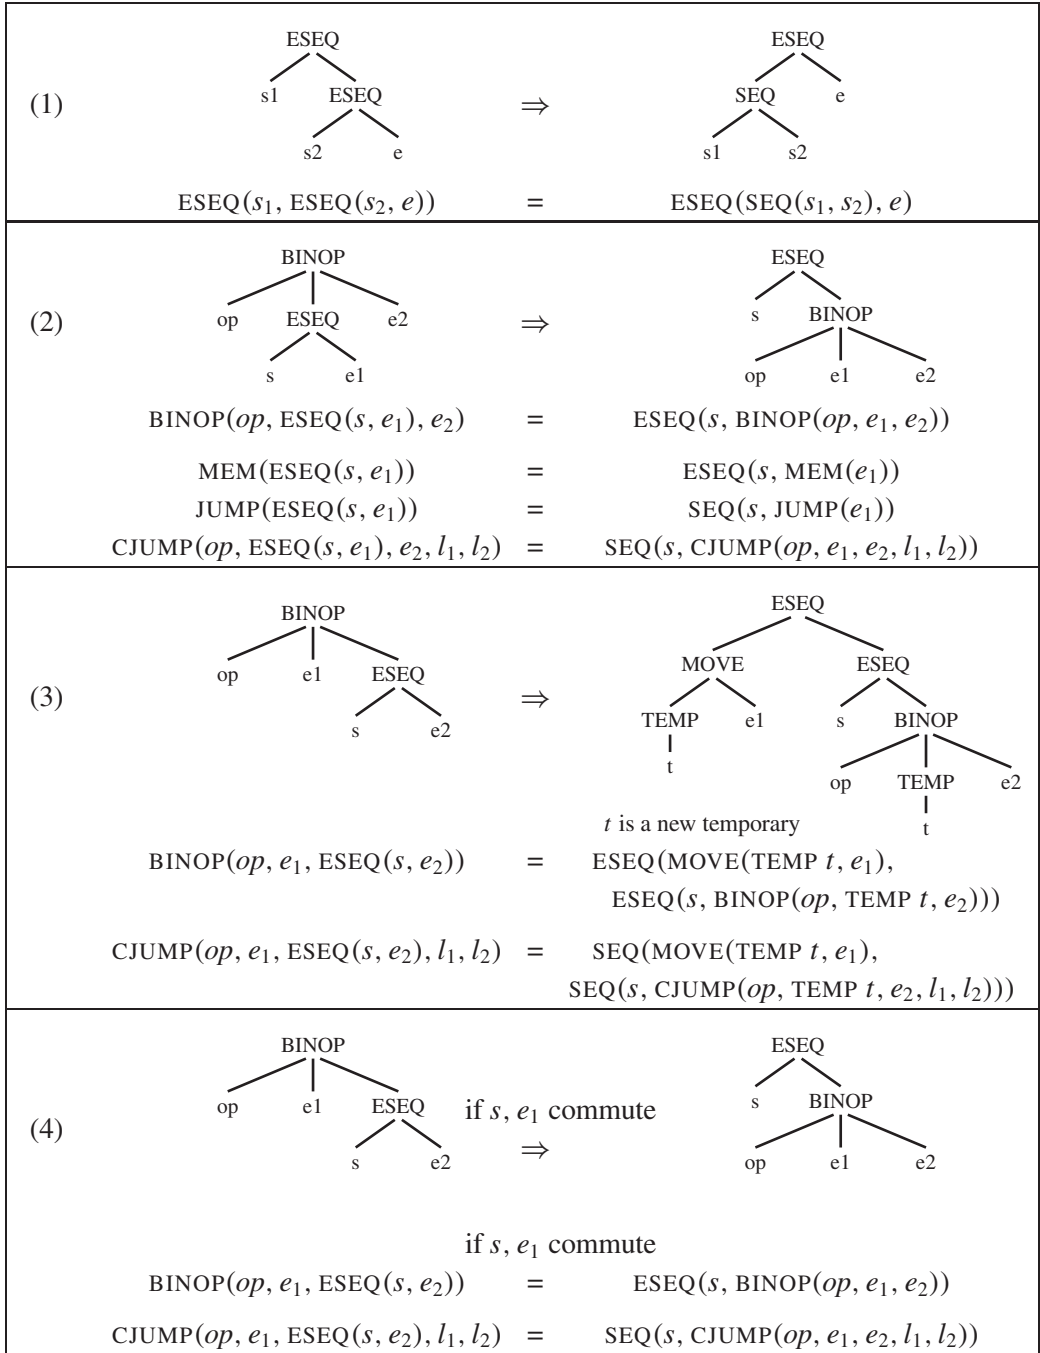 ESEQ ESEQ
(1) s1 ESEQ ⇒ SEQ e
s2 e s1 s2
ESEQ(s1, ESEQ(s2, e)) = ESEQ(SEQ(s1, s2), e)
BINOP ESEQ
(2) op ESEQ e2 ⇒ s BINOP
s e1 op e1 e2
BINOP(op, ESEQ(s, e1), e2) = ESEQ(s, BINOP(op, e1, e2))
MEM(ESEQ(s, e1)) = ESEQ(s, MEM(e1))
JUMP(ESEQ(s, e1)) = SEQ(s, JUMP(e1))
CJUMP(op, ESEQ(s, e1), e2, l1, l2) = SEQ(s, CJUMP(op, e1, e2, l1, l2))
BINOP ESEQ
op e1 ESEQ MOVE ESEQ
(3) ⇒
s e2 TEMP e1 s BINOP
t op TEMP e2
t is a new temporary t
BINOP(op, e1, ESEQ(s, e2)) = ESEQ(MOVE(TEMP t, e1),
ESEQ(s, BINOP(op, TEMP t, e2)))
CJUMP(op, e1, ESEQ(s, e2), l1, l2) = SEQ(MOVE(TEMP t, e1),
SEQ(s, CJUMP(op, TEMP t, e2, l1, l2)))
BINOP ESEQ
op e1 ESEQ if s, e1 commute s BINOP
(4) ⇒
s e2 op e1 e2
if s, e1 commute
BINOP(op, e1, ESEQ(s, e2)) = ESEQ(s, BINOP(op, e1, e2))
CJUMP(op, e1, ESEQ(s, e2), l1, l2) = SEQ(s, CJUMP(op, e1, e2, l1, l2))